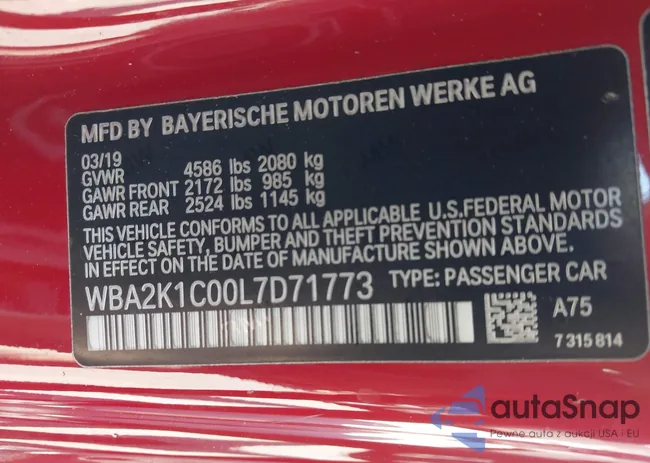 MFD BY BAYERISCHE MOTOREN WERKE AG
03/19
GVWR 4586 lbs 2080 kg
GAWR FRONT 2172 lbs 985 kg
GAWR REAR 2524 lbs 1145 kg
THIS VEHICLE CONFORMS TO ALL APPLICABLE U.S.FEDERAL MOTOR
VEHICLE SAFETY, BUMPER AND THEFT PREVENTION STANDARDS
IN EFFECT ON THE DATE OF MANUFACTURE SHOWN ABOVE.
WBA2K1C00L7D71773 TYPE: PASSENGER CAR
A75
7 315 814
autaSnap
Pewne auta z aukcji USA i EU